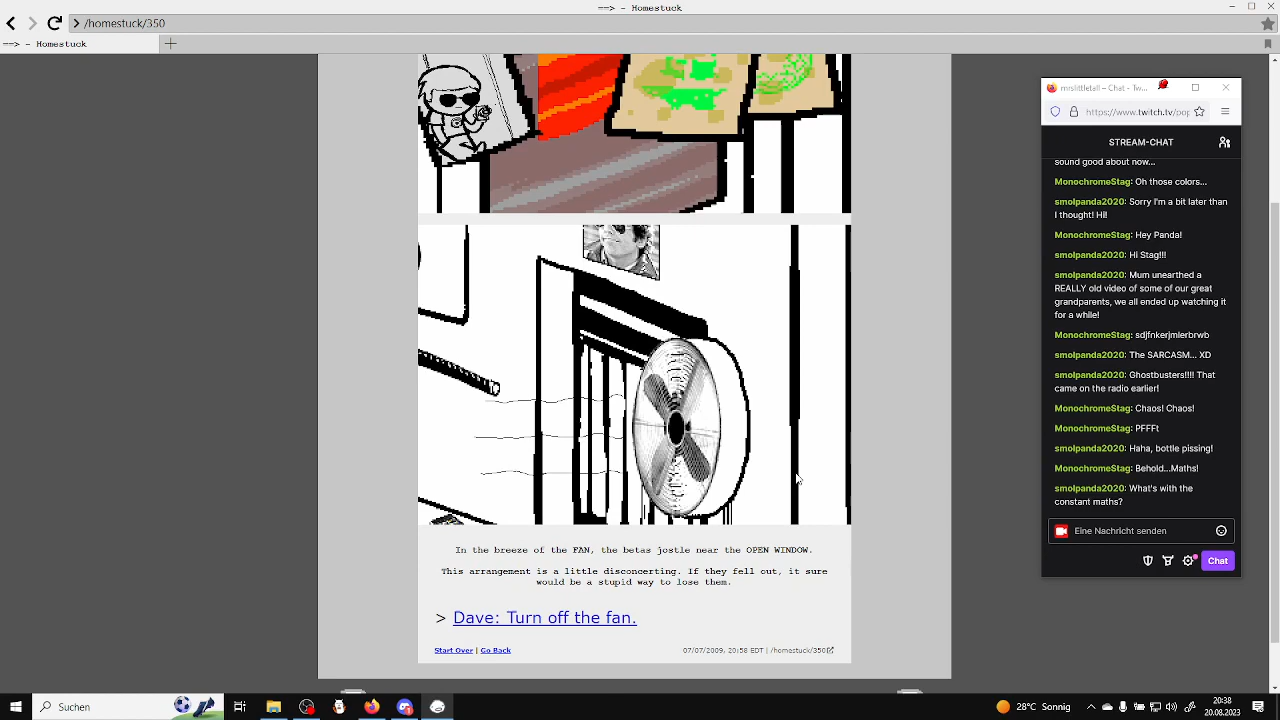 ==> - Homestuck
/homestuck/350
==> - Homestuck
mrslittletall – Chat - Tw...
https://www.twitch.tv/pop
STREAM-CHAT
sound good about now...
MonochromeStag: Oh those colors...
smolpanda2020: Sorry I'm a bit later than
I thought! Hi!
MonochromeStag: Hey Panda!
smolpanda2020: Hi Stag!!!
smolpanda2020: Mum unearthed a
REALLY old video of some of our great
grandparents, we all ended up watching it
for a while!
MonochromeStag: sdjfnkerjmlerbrwb
smolpanda2020: The SARCASM... XD
smolpanda2020: Ghostbusters!!!! That
came on the radio earlier!
MonochromeStag: Chaos! Chaos!
MonochromeStag: PFFFt
smolpanda2020: Haha, bottle pissing!
MonochromeStag: Behold...Maths!
smolpanda2020: What's with the
constant maths?
Eine Nachricht senden
Chat
In the breeze of the FAN, the betas jostle near the OPEN WINDOW.
This arrangement is a little disconcerting. If they fell out, it sure
would be a stupid way to lose them.
> Dave: Turn off the fan.
Start Over | Go Back
07/07/2009, 20:58 EDT | /homestuck/350
Suchen
28°C Sonnig
20:38
20.08.2023